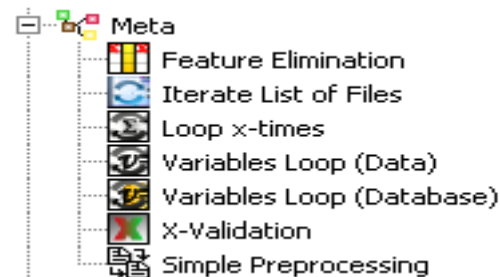 Meta
Feature Elimination
Iterate List of Files
Loop x-times
Variables Loop (Data)
Variables Loop (Database)
X-Validation
Simple Preprocessing